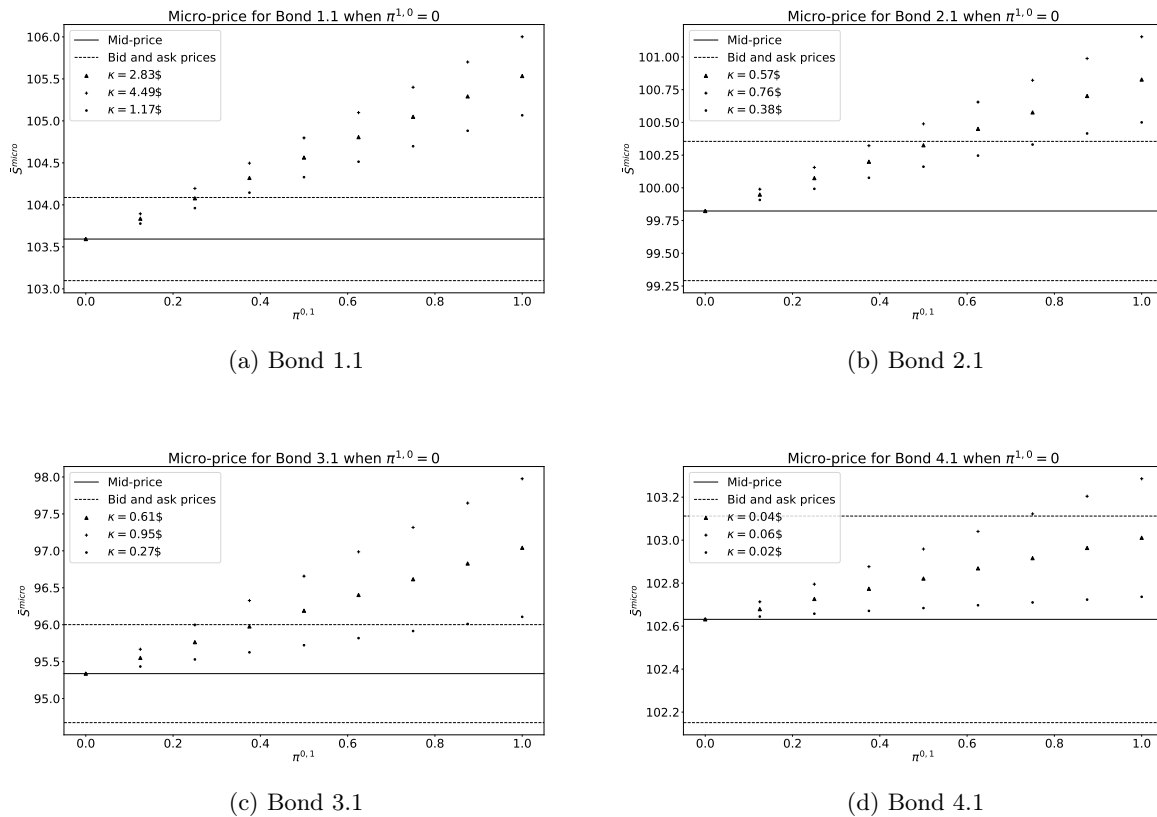 Micro-price for Bond 1.1 when π^{1,0} = 0
106.0
105.5
105.0
104.5
104.0
103.5
103.0
S̄^{micro}
Mid-price
Bid and ask prices
κ = 2.83$
κ = 4.49$
κ = 1.17$
0.0 0.2 0.4 0.6 0.8 1.0
π^{0,1}
(a) Bond 1.1
Micro-price for Bond 2.1 when π^{1,0} = 0
101.00
100.75
100.50
100.25
100.00
99.75
99.50
99.25
S̄^{micro}
Mid-price
Bid and ask prices
κ = 0.57$
κ = 0.76$
κ = 0.38$
0.0 0.2 0.4 0.6 0.8 1.0
π^{0,1}
(b) Bond 2.1
Micro-price for Bond 3.1 when π^{1,0} = 0
98.0
97.5
97.0
96.5
96.0
95.5
95.0
S̄^{micro}
Mid-price
Bid and ask prices
κ = 0.61$
κ = 0.95$
κ = 0.27$
0.0 0.2 0.4 0.6 0.8 1.0
π^{0,1}
(c) Bond 3.1
Micro-price for Bond 4.1 when π^{1,0} = 0
103.2
103.0
102.8
102.6
102.4
102.2
S̄^{micro}
Mid-price
Bid and ask prices
κ = 0.04$
κ = 0.06$
κ = 0.02$
0.0 0.2 0.4 0.6 0.8 1.0
π^{0,1}
(d) Bond 4.1